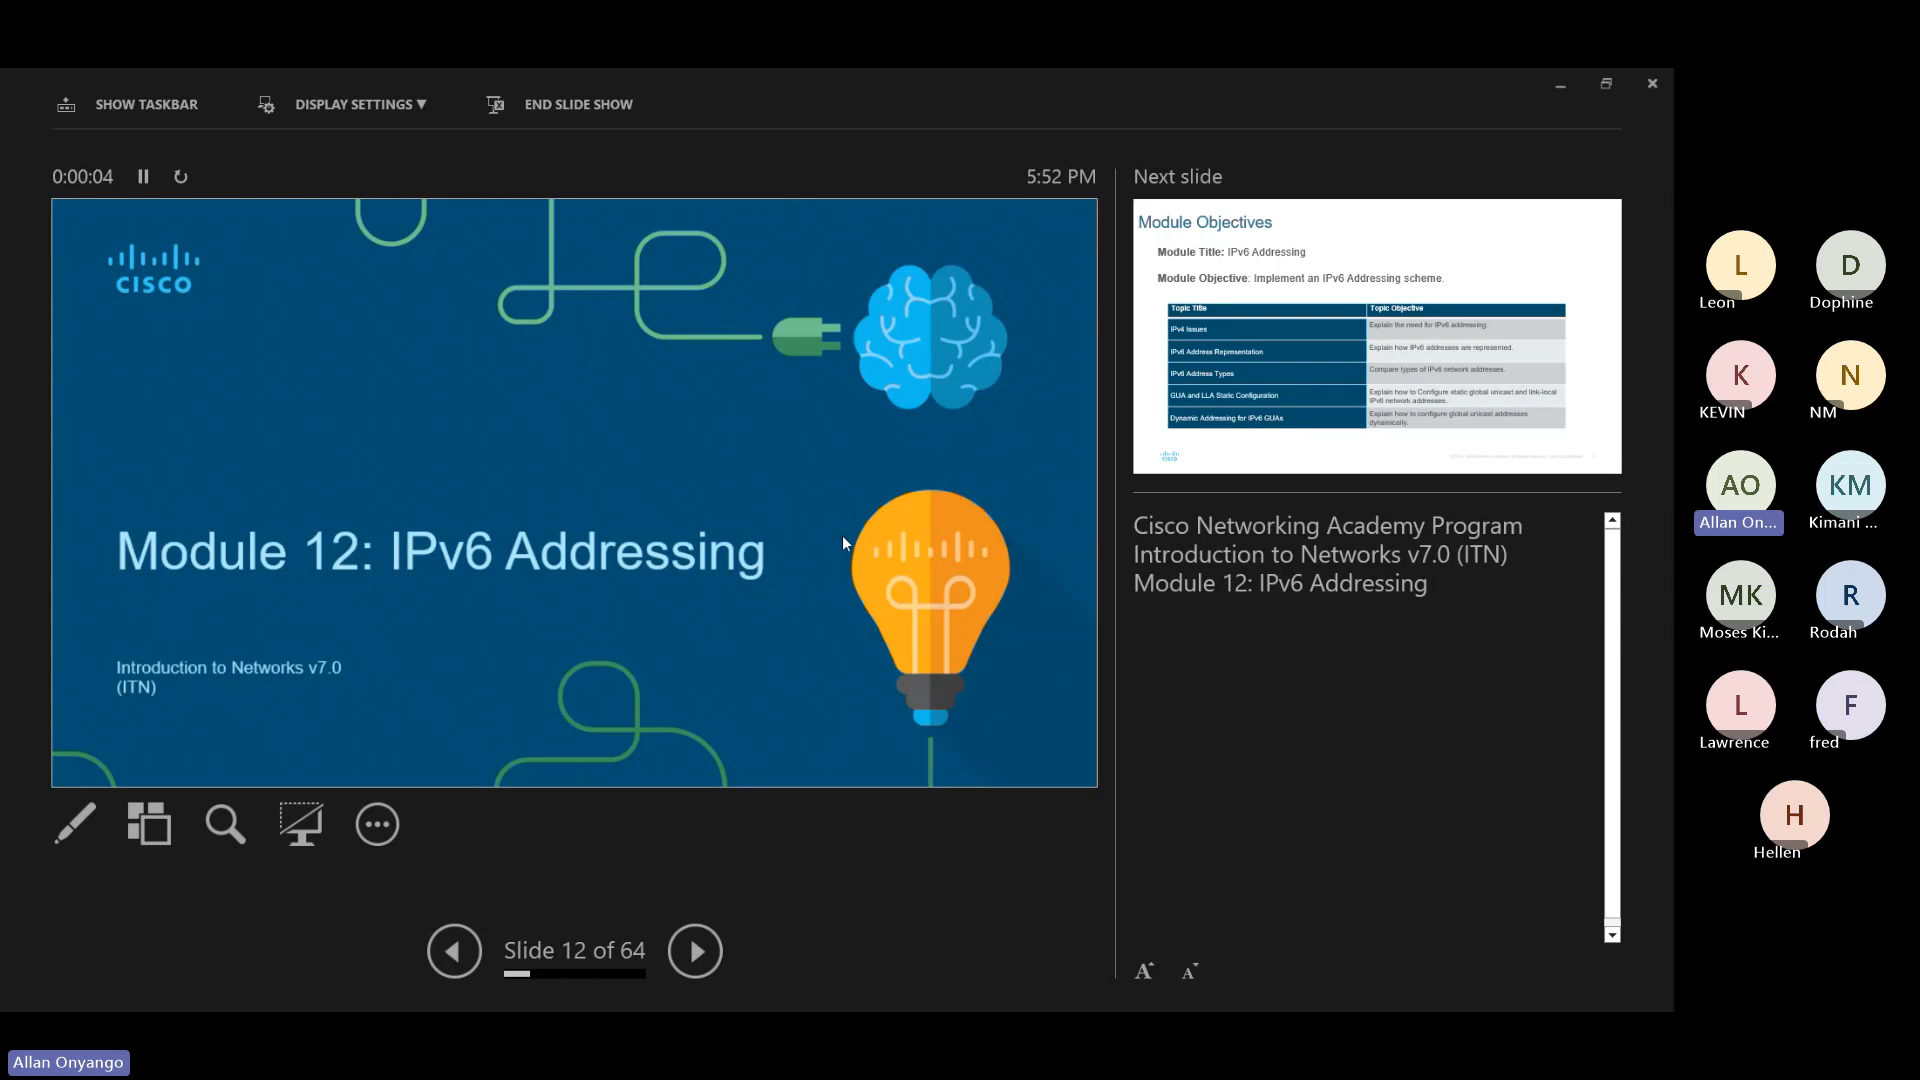 SHOW TASKBAR
DISPLAY SETTINGS ▼
END SLIDE SHOW
0:00:04
5:52 PM
CISCO
Module 12: IPv6 Addressing
Introduction to Networks v7.0
(ITN)
Slide 12 of 64
Next slide
Module Objectives
Module Title: IPv6 Addressing
Module Objective: Implement an IPv6 Addressing scheme.
Topic Title
Topic Objective
IPv4 Issues
Explain the need for IPv6 addressing.
IPv6 Address Representation
Explain how IPv6 addresses are represented.
IPv6 Address Types
Compare types of IPv6 network addresses.
GUA and LLA Static Configuration
Explain how to Configure static global unicast and link-local
IPv6 network addresses.
Dynamic Addressing for IPv6 GUAs
Explain how to configure global unicast addresses
dynamically.
CISCO
Cisco Networking Academy Program
Introduction to Networks v7.0 (ITN)
Module 12: IPv6 Addressing
A A
L
Leon
D
Dophine
K
KEVIN
N
NM
AO
Allan On...
KM
Kimani ...
MK
Moses Ki...
R
Rodah
L
Lawrence
F
fred
H
Hellen
Allan Onyango